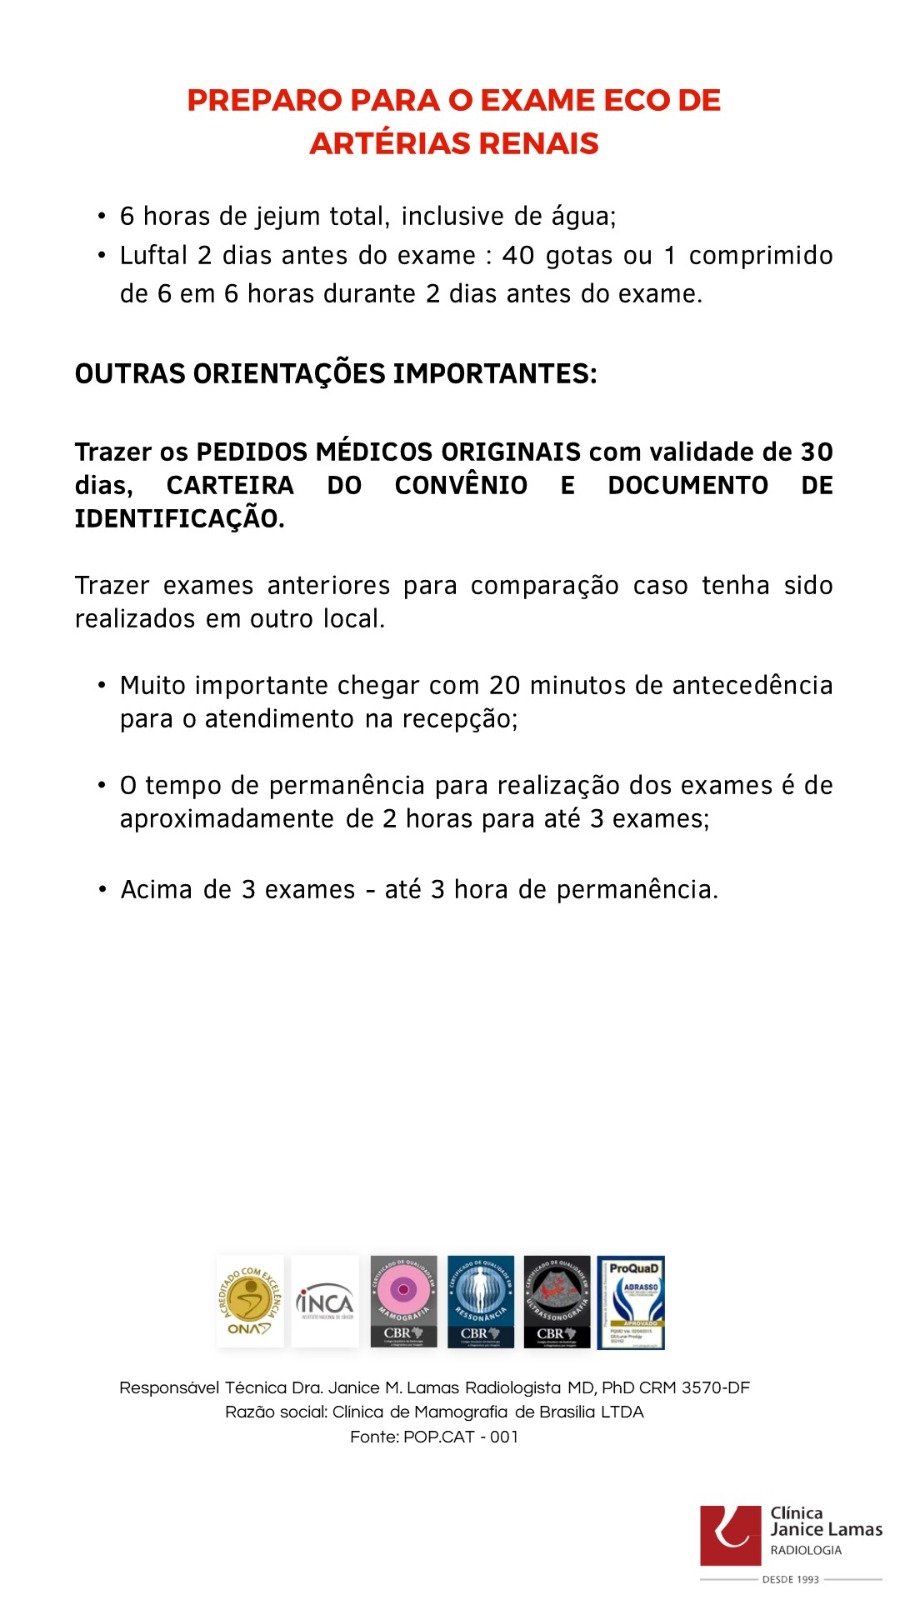 PREPARO PARA O EXAME ECO DE
ARTÉRIAS RENAIS
• 6 horas de jejum total, inclusive de água;
• Luftal 2 dias antes do exame : 40 gotas ou 1 comprimido
de 6 em 6 horas durante 2 dias antes do exame.
OUTRAS ORIENTAÇÕES IMPORTANTES:
Trazer os PEDIDOS MÉDICOS ORIGINAIS com validade de 30
dias, CARTEIRA DO CONVÊNIO E DOCUMENTO DE
IDENTIFICAÇÃO.
Trazer exames anteriores para comparação caso tenha sido
realizados em outro local.
• Muito importante chegar com 20 minutos de antecedência
para o atendimento na recepção;
• O tempo de permanência para realização dos exames é de
aproximadamente de 2 horas para até 3 exames;
• Acima de 3 exames - até 3 hora de permanência.
ACREDITADO COM EXCELÊNCIA
ONA
INCA
INSTITUTO NACIONAL DE CÂNCER
CERTIFICADO DE QUALIDADE EM
MAMOGRAFIA
CBR
CERTIFICADO DE QUALIDADE EM
RESSONÂNCIA
CBR
CERTIFICADO DE QUALIDADE EM
ULTRASSONOGRAFIA
CBR
ProQuaD
ABRASSO
APROVADO
Responsável Técnica Dra. Janice M. Lamas Radiologista MD, PhD CRM 3570-DF
Razão social: Clínica de Mamografia de Brasília LTDA
Fonte: POP.CAT - 001
Clínica
Janice Lamas
RADIOLOGIA
DESDE 1993